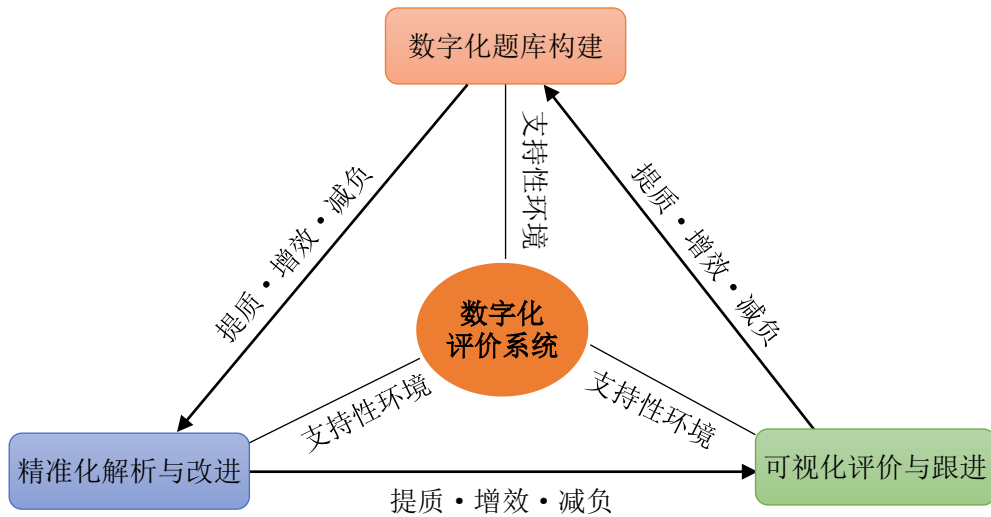 数字化题库构建
支持性环境
提质·增效·减负
提质·增效·减负
数字化
评价系统
支持性环境
支持性环境
精准化解析与改进
可视化评价与跟进
提质·增效·减负